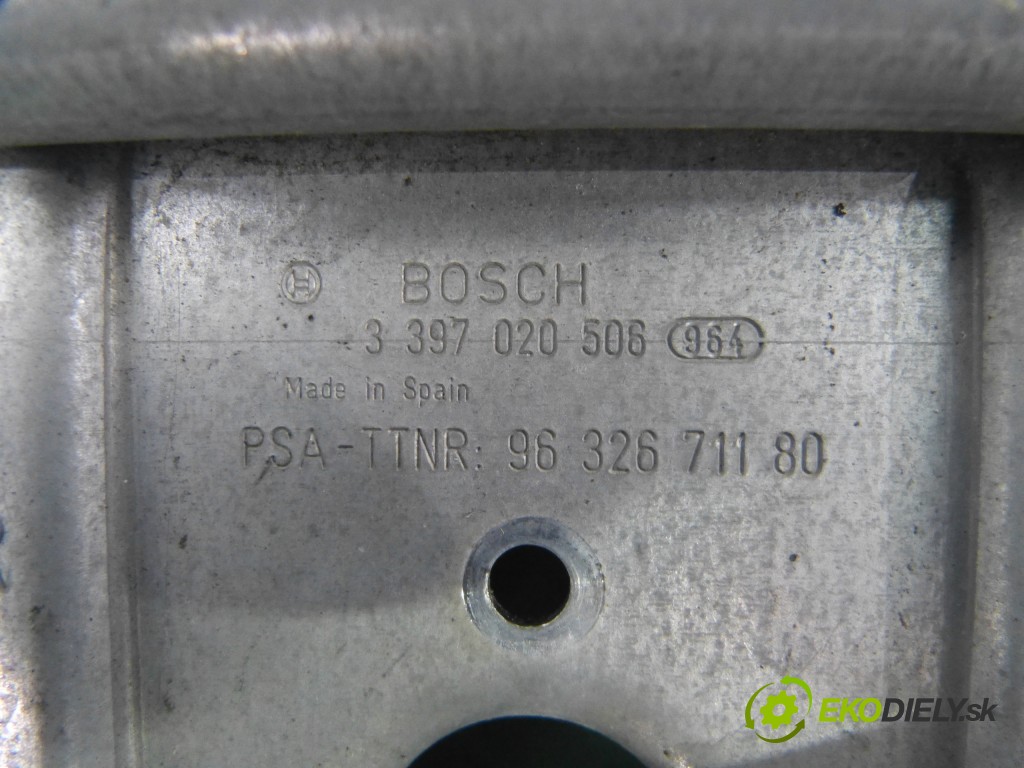 BOSCH
3 397 020 506 964
Made in Spain
PSA-TTNR: 96 326 711 80
EKODIELY.sk